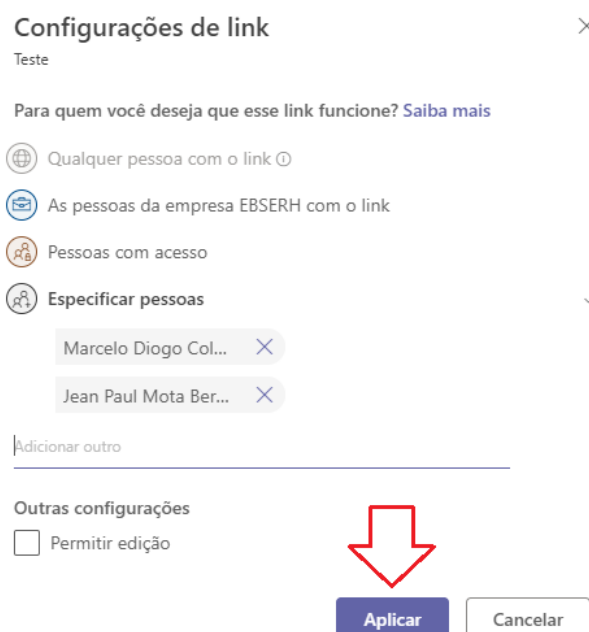 Configurações de link
Teste
Para quem você deseja que esse link funcione? Saiba mais
Qualquer pessoa com o link
As pessoas da empresa EBSERH com o link
Pessoas com acesso
Especificar pessoas
Marcelo Diogo Col...
Jean Paul Mota Ber...
Adicionar outro
Outras configurações
Permitir edição
Aplicar Cancelar